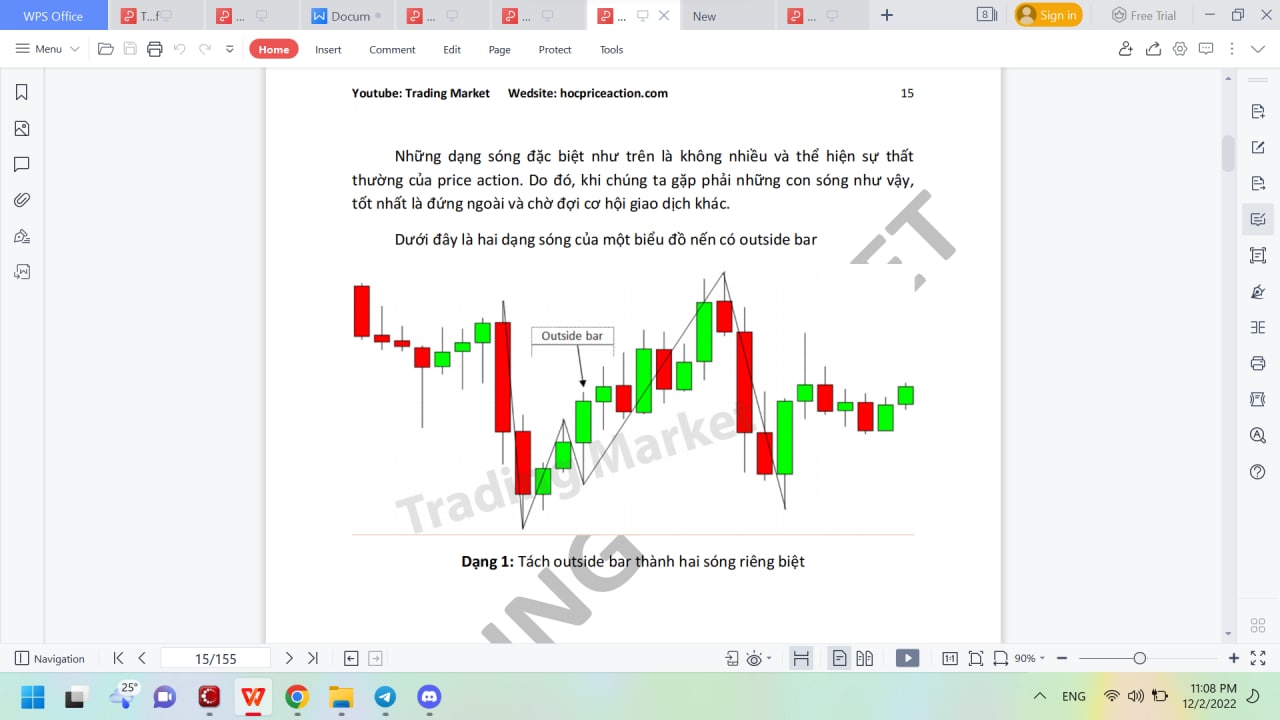 WPS Office T...f ... Docum ... ... ... New ... 8 Sign in Free Trial
Menu Home Insert Comment Edit Page Protect Tools
Youtube: Trading Market Wedsite: hocpriceaction.com 15
Những dạng sóng đặc biệt như trên là không nhiều và thể hiện sự thất
thường của price action. Do đó, khi chúng ta gặp phải những con sóng như vậy,
tốt nhất là đứng ngoài và chờ đợi cơ hội giao dịch khác.
Dưới đây là hai dạng sóng của một biểu đồ nến có outside bar
Outside bar
Trading Market
Dạng 1: Tách outside bar thành hai sóng riêng biệt
Navigation 15/155 1:1 90%
25° ENG 11:08 PM
12/2/2022